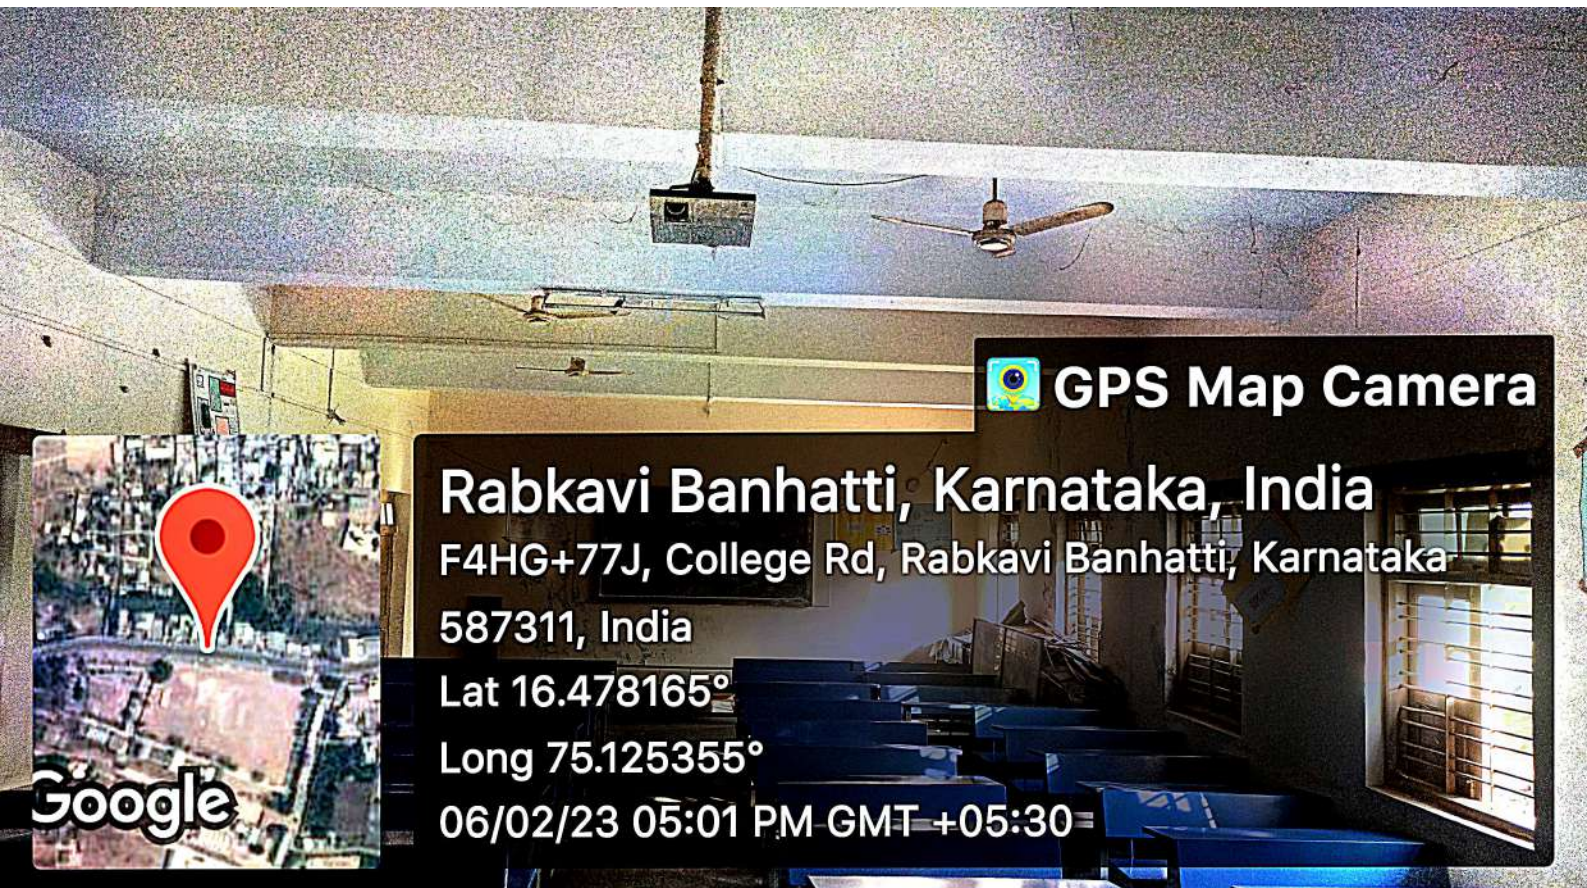 GPS Map Camera
Rabkavi Banhatti, Karnataka, India
F4HG+77J, College Rd, Rabkavi Banhatti, Karnataka
587311, India
Lat 16.478165°
Long 75.125355°
06/02/23 05:01 PM GMT +05:30
Google